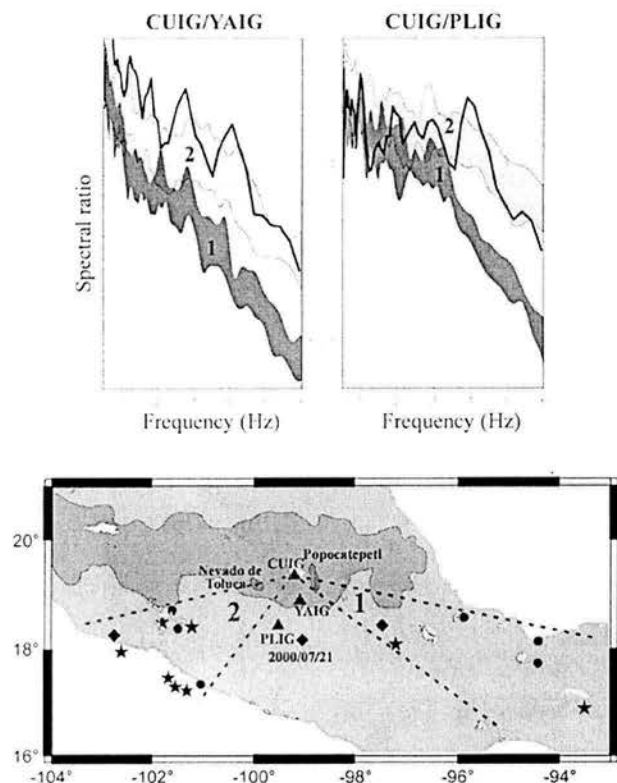 CUIG/YAIG
CUIG/PLIG
Spectral ratio
2
1
2
1
Frequency (Hz)
Frequency (Hz)
20°
18°
16°
Popocatepetl
CUIG
Nevado de
Toluca
2
1
YAIG
PLIG
2000/07/21
-104°
-102°
-100°
-98°
-96°
-94°